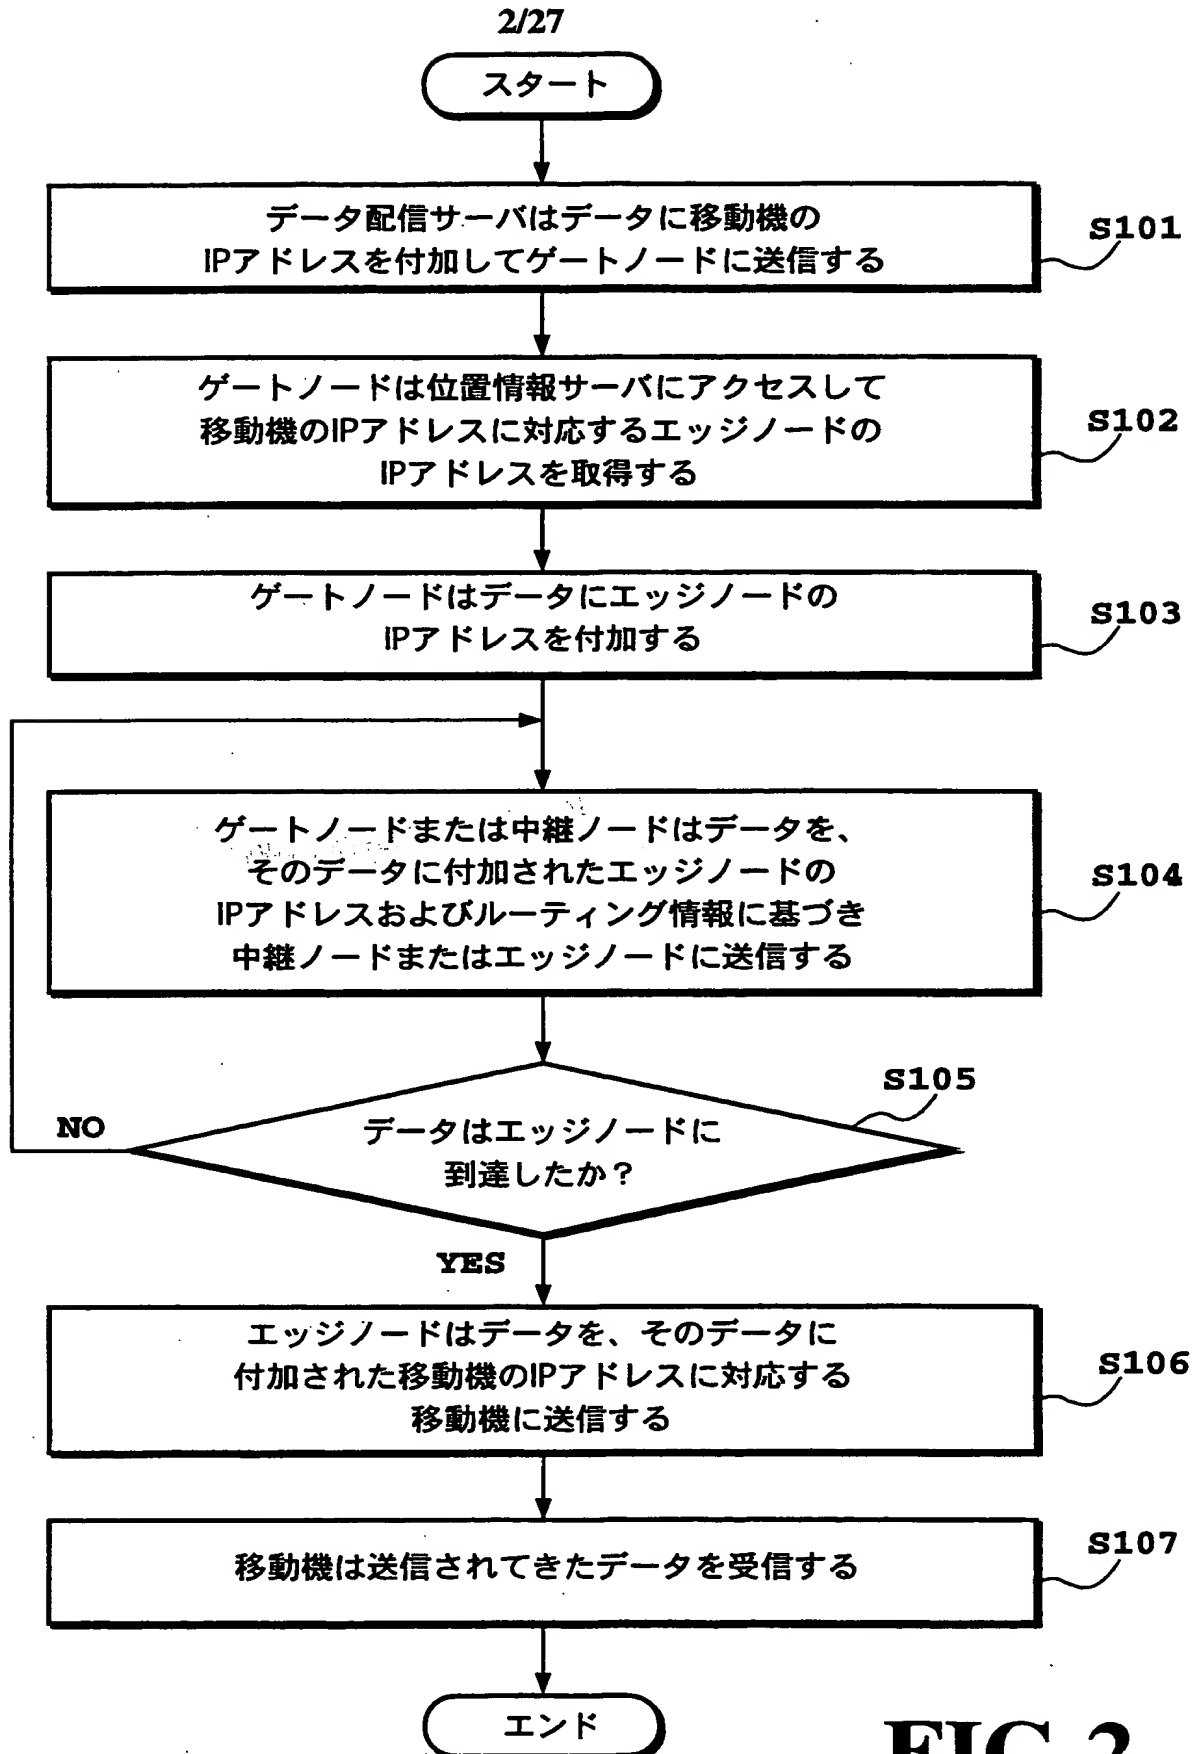 2/27
スタート
データ配信サーバはデータに移動機の
IPアドレスを付加してゲートノードに送信する
S101
ゲートノードは位置情報サーバにアクセスして
移動機のIPアドレスに対応するエッジノードの
IPアドレスを取得する
S102
ゲートノードはデータにエッジノードの
IPアドレスを付加する
S103
ゲートノードまたは中継ノードはデータを、
そのデータに付加されたエッジノードの
IPアドレスおよびルーティング情報に基づき
中継ノードまたはエッジノードに送信する
S104
S105
NO
データはエッジノードに
到達したか？
YES
エッジノードはデータを、そのデータに
付加された移動機のIPアドレスに対応する
移動機に送信する
S106
移動機は送信されてきたデータを受信する
S107
エンド
FIG.2